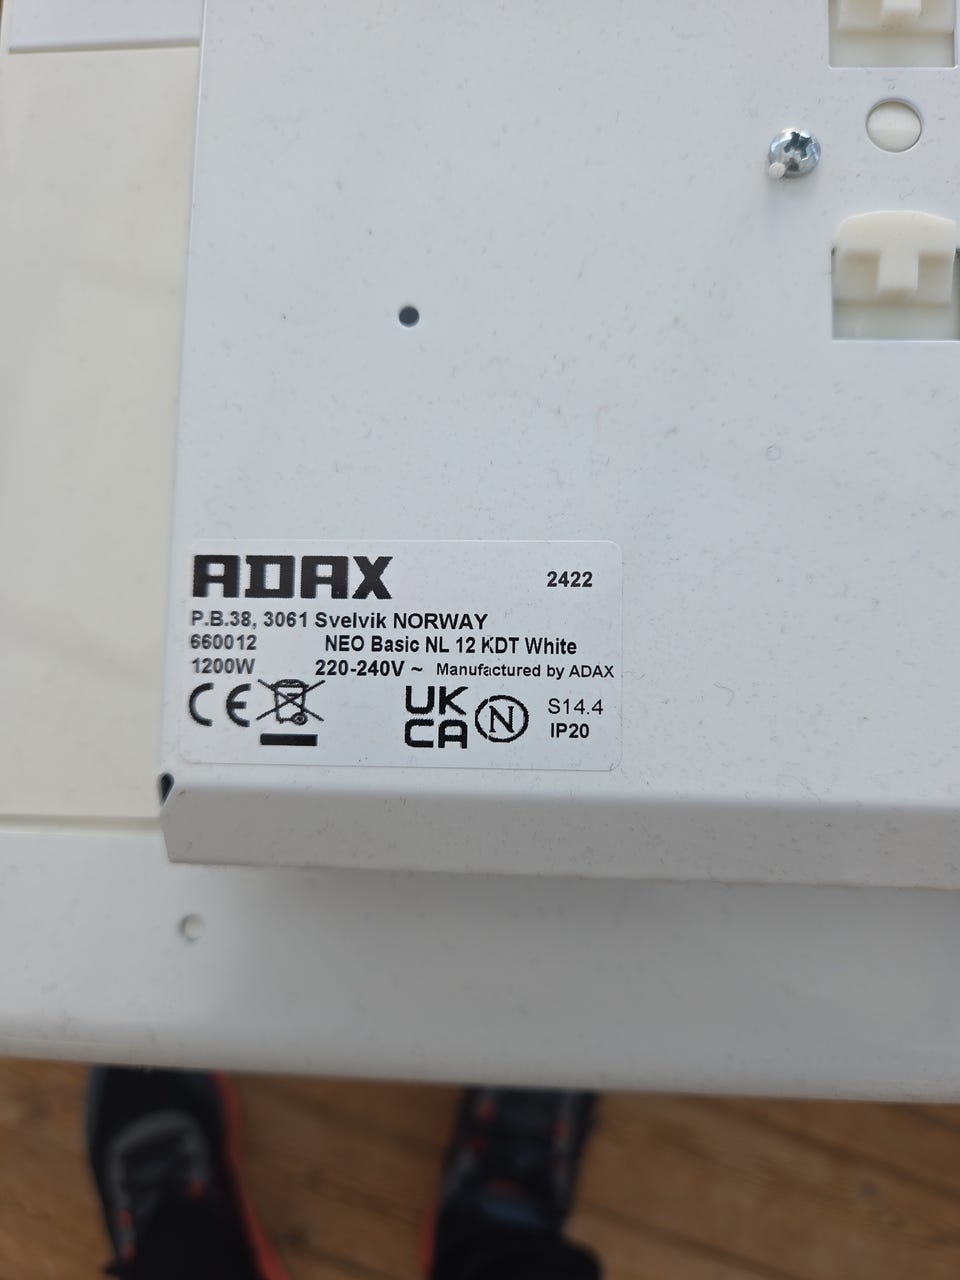 ADAX 2422
P.B.38, 3061 Svelvik NORWAY
660012 NEO Basic NL 12 KDT White
1200W 220-240V ~ Manufactured by ADAX
CE UK CA N S14.4
IP20